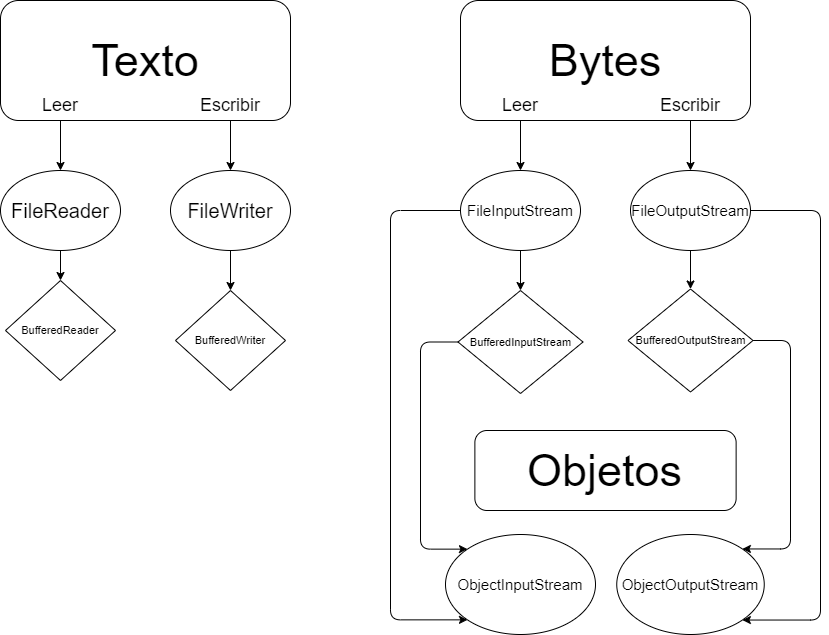 Texto
Leer
Escribir
FileReader
FileWriter
BufferedReader
BufferedWriter
Bytes
Leer
Escribir
FileInputStream
FileOutputStream
BufferedInputStream
BufferedOutputStream
Objetos
ObjectInputStream
ObjectOutputStream